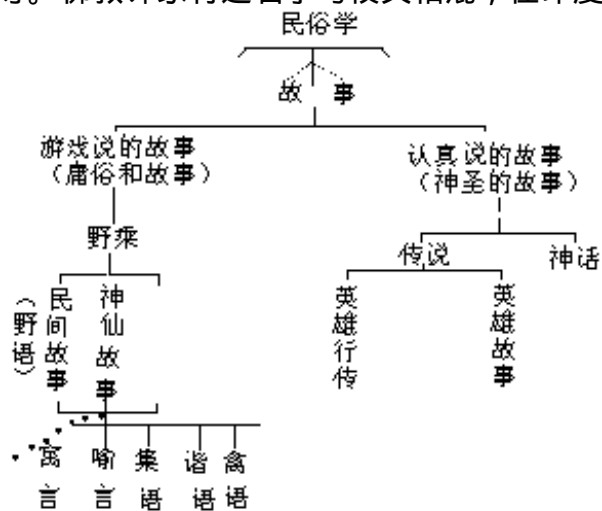 民俗学
故事
游戏说的故事
（庸俗和故事）
认真说的故事
（神圣的故事）
野乘
传说
神话
民间故事
（野语）
神仙故事
英雄行传
英雄故事
寓言
喻言
集语
谐语
禽语